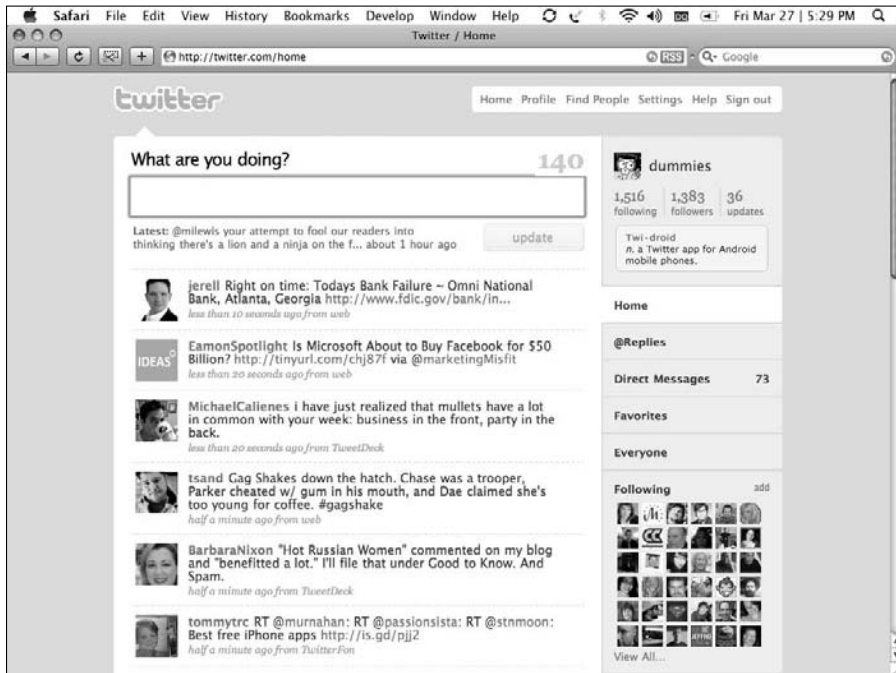 Safari File Edit View History Bookmarks Develop Window Help Fri Mar 27 | 5:29 PM
Twitter / Home
http://twitter.com/home RSS Google
twitter
Home Profile Find People Settings Help Sign out
What are you doing? 140
Latest: @milewis your attempt to fool our readers into
thinking there's a lion and a ninja on the f... about 1 hour ago
update
jerell Right on time: Todays Bank Failure ~ Omni National
Bank, Atlanta, Georgia http://www.fdic.gov/bank/in...
less than 10 seconds ago from web
EamonSpotlight Is Microsoft About to Buy Facebook for $50
Billion? http://tinyurl.com/chj87f via @marketingMisfit
less than 20 seconds ago from web
IDEAS
MichaelCalienes i have just realized that mullets have a lot
in common with your week: business in the front, party in the
back.
less than 20 seconds ago from TweetDeck
tsand Gag Shakes down the hatch. Chase was a trooper,
Parker cheated w/ gum in his mouth, and Dae claimed she's
too young for coffee. #gagshake
half a minute ago from web
BarbaraNixon "Hot Russian Women" commented on my blog
and "benefitted a lot." I'll file that under Good to Know. And
Spam.
half a minute ago from TweetDeck
tommytrc RT @murnahan: RT @passionsista: RT @stnmoon:
Best free iPhone apps http://is.gd/pjj2
half a minute ago from TwitterFon
dummies
1,516 1,383 36
following followers updates
Twi-droid
n. a Twitter app for Android
mobile phones.
Home
@Replies
Direct Messages 73
Favorites
Everyone
Following add
View All...